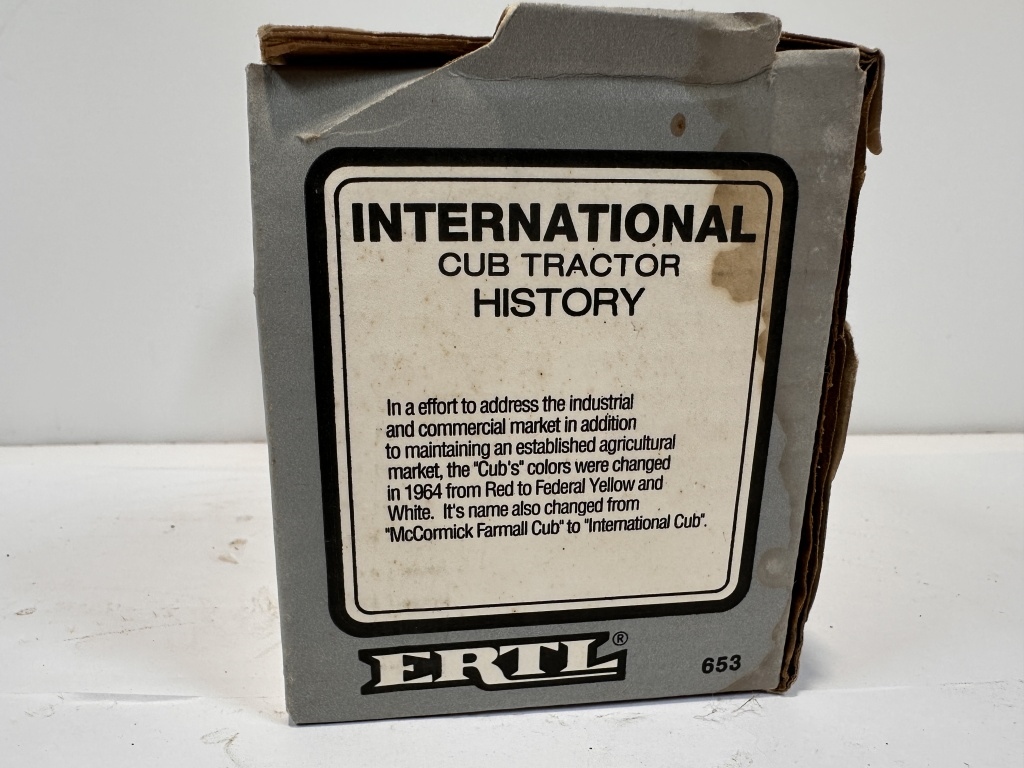 INTERNATIONAL
CUB TRACTOR
HISTORY
In a effort to address the industrial
and commercial market in addition
to maintaining an established agricultural
market, the "Cub's" colors were changed
in 1964 from Red to Federal Yellow and
White. It's name also changed from
"McCormick Farmall Cub" to "International Cub".
ERTL®
653